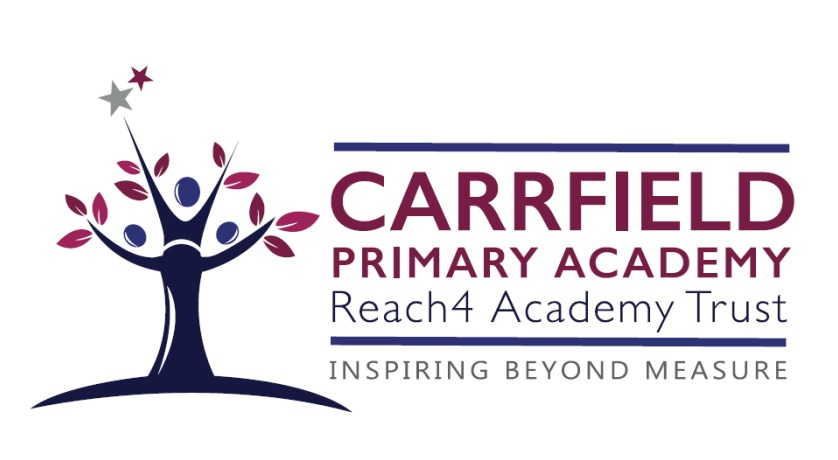 CARRFIELD
PRIMARY ACADEMY
Reach4 Academy Trust
INSPIRING BEYOND MEASURE